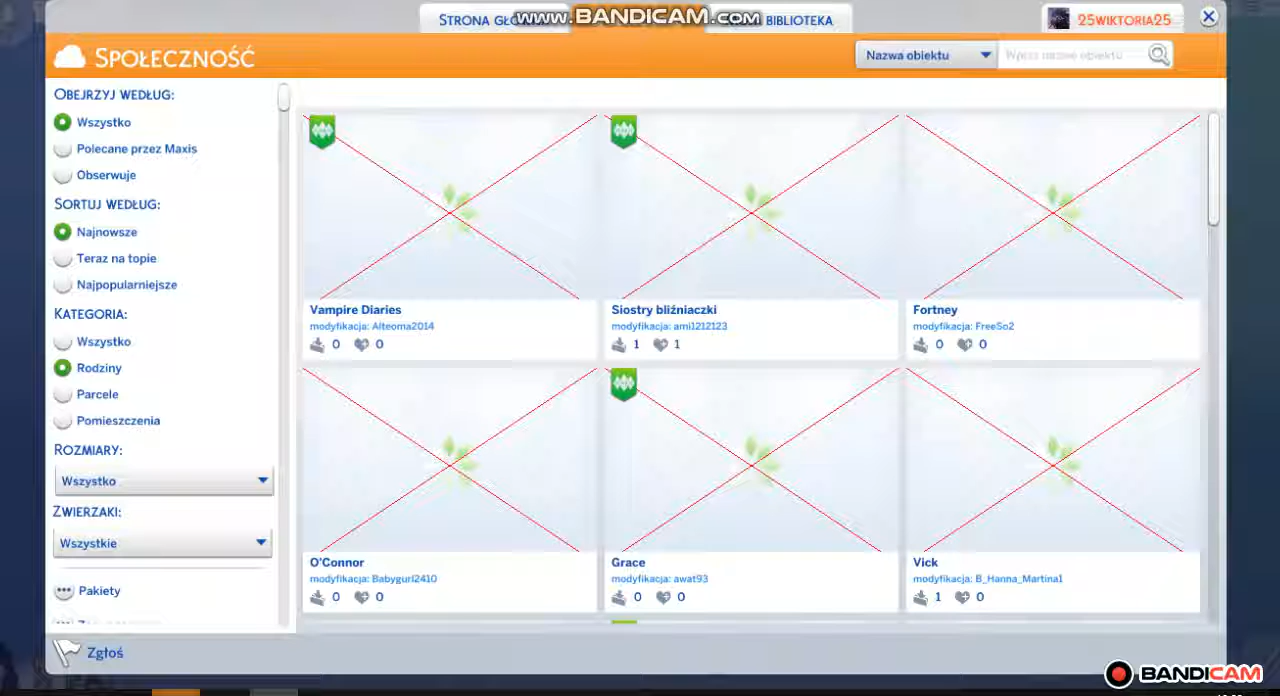 STRONA
www.BANDICAM.com
BIBLIOTEKA
25WIKTORIA25
SPOŁECZNOŚĆ
Nazwa obiektu
Wpisz nazwę obiektu
OBEJRZYJ WEDŁUG:
Wszystko
Polecane przez Maxis
Obserwuje
SORTUJ WEDŁUG:
Najnowsze
Teraz na topie
Najpopularniejsze
KATEGORIA:
Wszystko
Rodziny
Parcele
Pomieszczenia
ROZMIARY:
Wszystko
ZWIERZAKI:
Wszystkie
Pakiety
Zgłoś
Vampire Diaries
modyfikacja: Alteoma2014
0 0
Siostry bliźniaczki
modyfikacja: ami1212123
1 1
Fortney
modyfikacja: FreeSo2
0 0
O'Connor
modyfikacja: Babygurl2410
0 0
Grace
modyfikacja: awat93
0 0
Vick
modyfikacja: B_Hanna_Martina1
1 0
BANDICAM